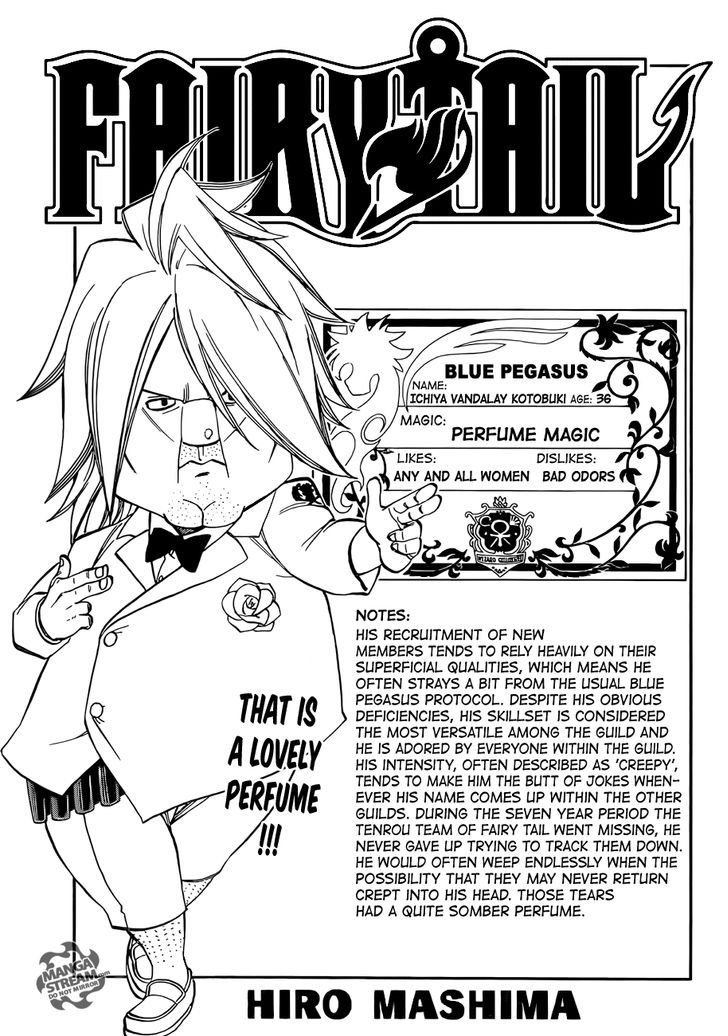 FAIRY TAIL
BLUE PEGASUS
NAME:
ICHIYA VANDALAY KOTOBUKI AGE: 36
MAGIC:
PERFUME MAGIC
LIKES: DISLIKES:
ANY AND ALL WOMEN BAD ODORS
NOTES:
HIS RECRUITMENT OF NEW
MEMBERS TENDS TO RELY HEAVILY ON THEIR
SUPERFICIAL QUALITIES, WHICH MEANS HE
OFTEN STRAYS A BIT FROM THE USUAL BLUE
PEGASUS PROTOCOL. DESPITE HIS OBVIOUS
DEFICIENCIES, HIS SKILLSET IS CONSIDERED
THE MOST VERSATILE AMONG THE GUILD AND
HE IS ADORED BY EVERYONE WITHIN THE GUILD.
HIS INTENSITY, OFTEN DESCRIBED AS 'CREEPY',
TENDS TO MAKE HIM THE BUTT OF JOKES WHEN-
EVER HIS NAME COMES UP WITHIN THE OTHER
GUILDS. DURING THE SEVEN YEAR PERIOD THE
TENROU TEAM OF FAIRY TAIL WENT MISSING, HE
NEVER GAVE UP TRYING TO TRACK THEM DOWN.
HE WOULD OFTEN WEEP ENDLESSLY WHEN THE
POSSIBILITY THAT THEY MAY NEVER RETURN
CREPT INTO HIS HEAD. THOSE TEARS
HAD A QUITE SOMBER PERFUME.
THAT IS
A LOVELY
PERFUME
!!!
MANGA
STREAM.com
DO NOT MIRROR
HIRO MASHIMA